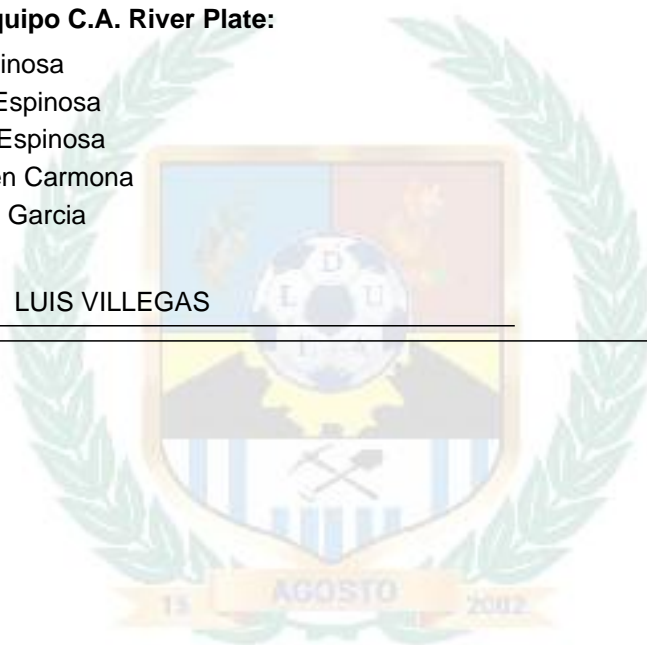 quipo C.A. River Plate:
inosa
Espinosa
Espinosa
en Carmona
Garcia
LUIS VILLEGAS
D
L U
15 AGOSTO 2002